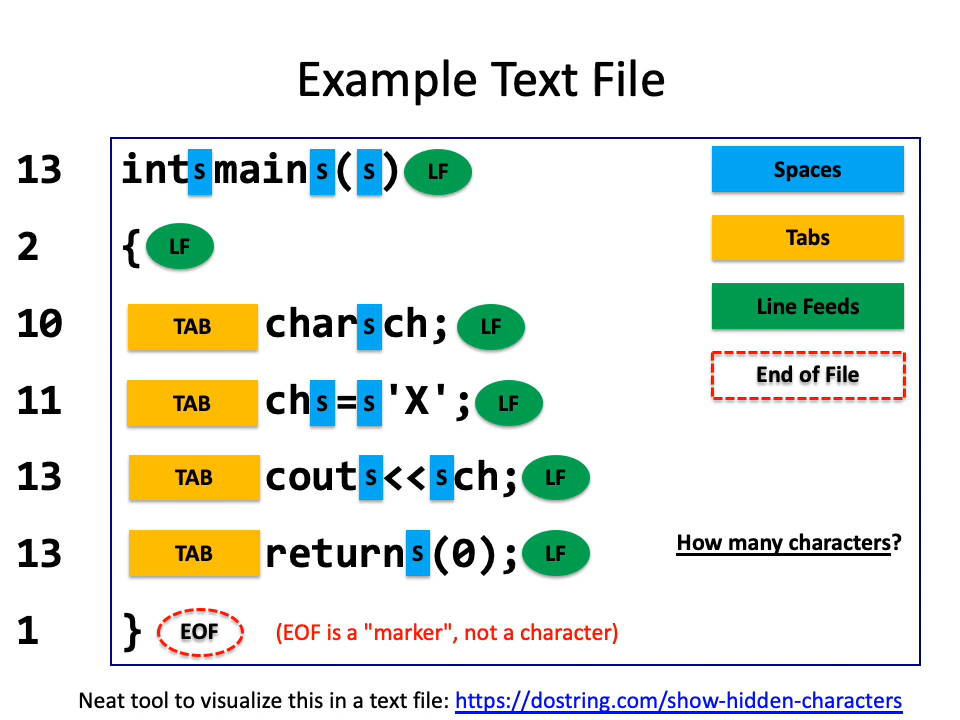 Example Text File
13 int S main S ( S ) LF
Spaces
2 { LF
Tabs
10 TAB char S ch; LF
Line Feeds
End of File
11 TAB ch S = S 'X'; LF
13 TAB cout S << S ch; LF
13 TAB return S (0); LF
How many characters?
1 } EOF (EOF is a "marker", not a character)
Neat tool to visualize this in a text file: https://dostring.com/show-hidden-characters